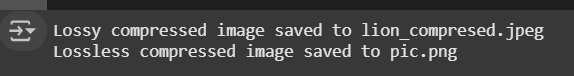 Lossy compressed image saved to lion_compresed.jpeg
Lossless compressed image saved to pic.png